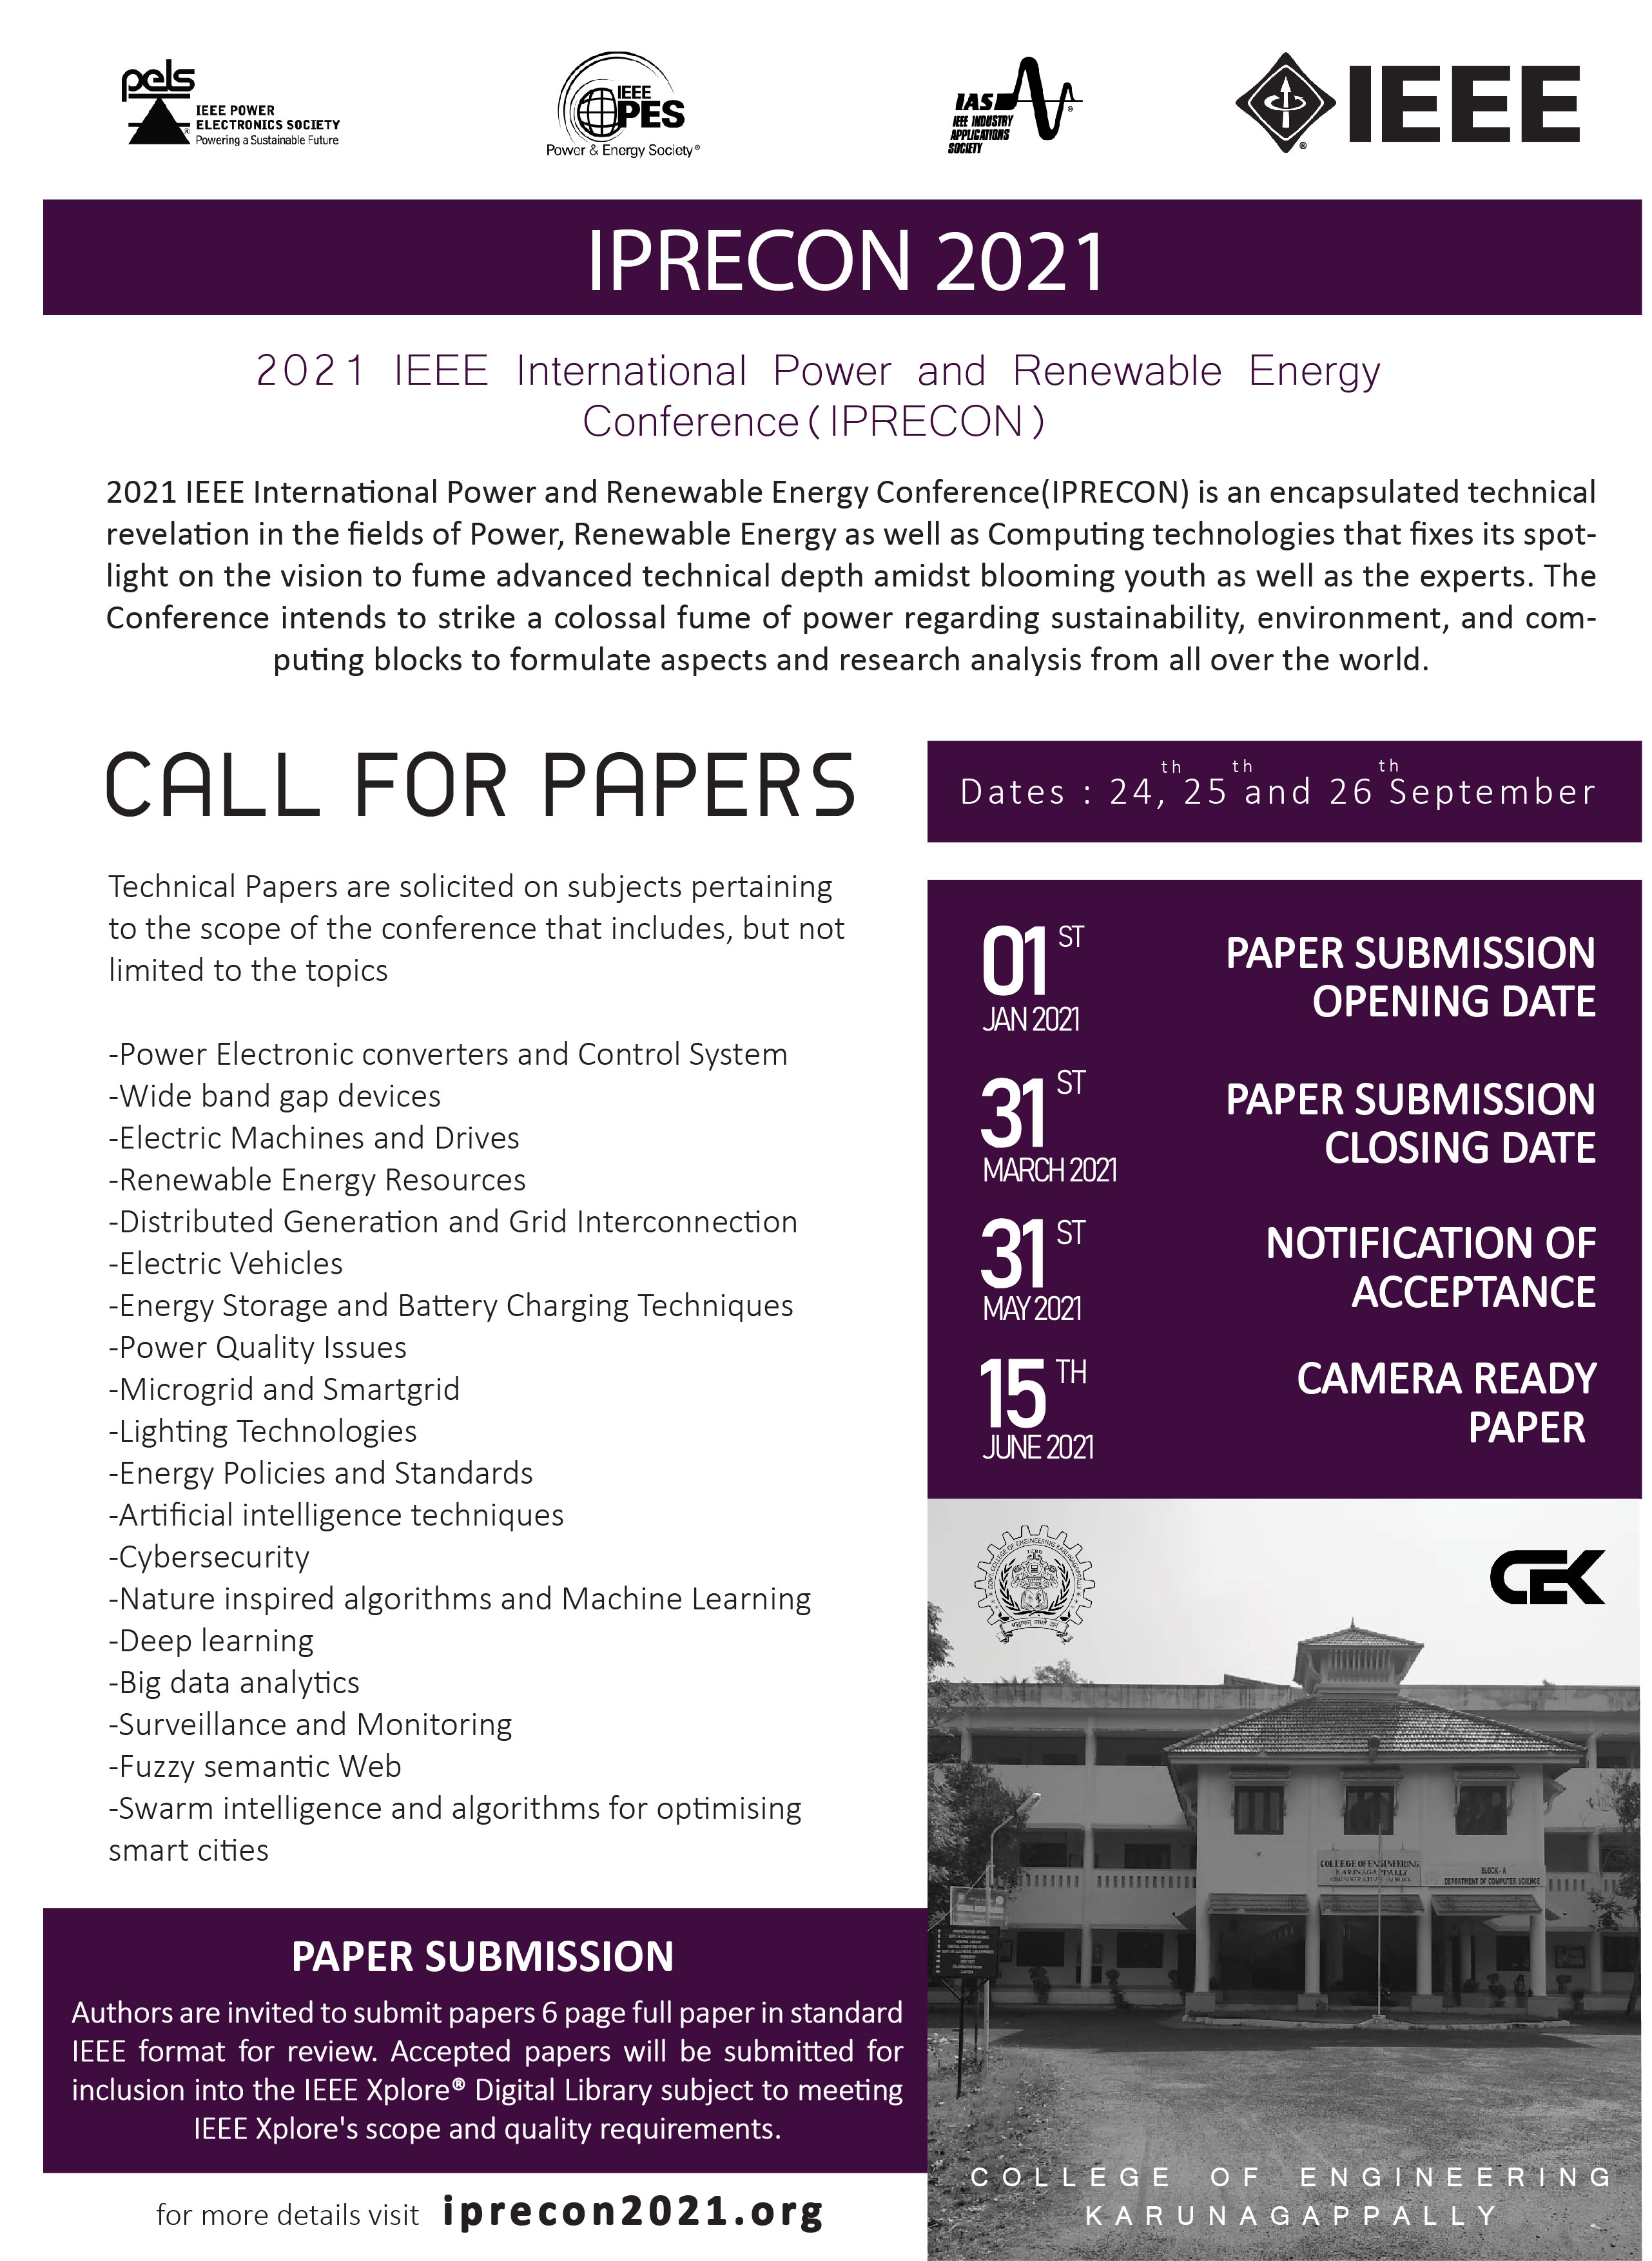 pels
IEEE POWER
ELECTRONICS SOCIETY
Powering a Sustainable Future
IEEE
PES
Power & Energy Society®
IAS
IEEE INDUSTRY
APPLICATIONS
SOCIETY
IEEE
IPRECON 2021
2021 IEEE International Power and Renewable Energy
Conference(IPRECON)
2021 IEEE International Power and Renewable Energy Conference(IPRECON) is an encapsulated technical
revelation in the fields of Power, Renewable Energy as well as Computing technologies that fixes its spot-
light on the vision to fume advanced technical depth amidst blooming youth as well as the experts. The
Conference intends to strike a colossal fume of power regarding sustainability, environment, and com-
puting blocks to formulate aspects and research analysis from all over the world.
CALL FOR PAPERS
Technical Papers are solicited on subjects pertaining
to the scope of the conference that includes, but not
limited to the topics
-Power Electronic converters and Control System
-Wide band gap devices
-Electric Machines and Drives
-Renewable Energy Resources
-Distributed Generation and Grid Interconnection
-Electric Vehicles
-Energy Storage and Battery Charging Techniques
-Power Quality Issues
-Microgrid and Smartgrid
-Lighting Technologies
-Energy Policies and Standards
-Artificial intelligence techniques
-Cybersecurity
-Nature inspired algorithms and Machine Learning
-Deep learning
-Big data analytics
-Surveillance and Monitoring
-Fuzzy semantic Web
-Swarm intelligence and algorithms for optimising
smart cities
Dates : 24th, 25th and 26th September
01ST
JAN 2021
PAPER SUBMISSION
OPENING DATE
31ST
MARCH 2021
PAPER SUBMISSION
CLOSING DATE
31ST
MAY 2021
NOTIFICATION OF
ACCEPTANCE
15TH
JUNE 2021
CAMERA READY
PAPER
CEK
COLLEGE OF ENGINEERING
KARUNAGAPPALLY
BLOCK - A
DEPARTMENT OF COMPUTER SCIENCE
PAPER SUBMISSION
Authors are invited to submit papers 6 page full paper in standard
IEEE format for review. Accepted papers will be submitted for
inclusion into the IEEE Xplore® Digital Library subject to meeting
IEEE Xplore's scope and quality requirements.
for more details visit iprecon2021.org
COLLEGE OF ENGINEERING
KARUNAGAPPALLY